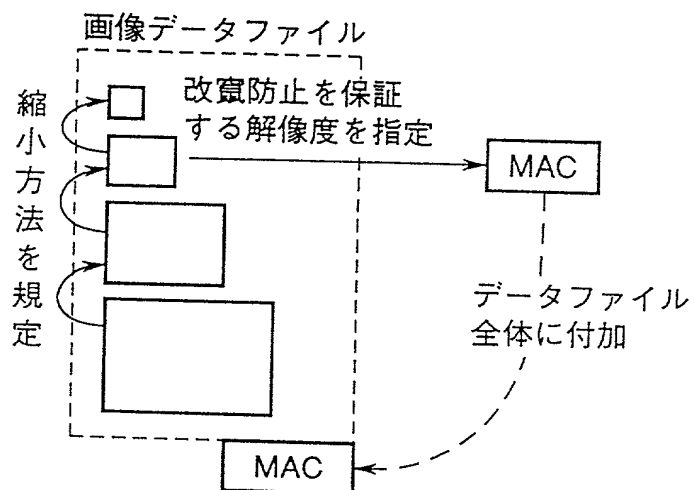 画像データファイル
改竄防止を保証
する解像度を指定
縮小方法を規定
MAC
データファイル
全体に付加
MAC